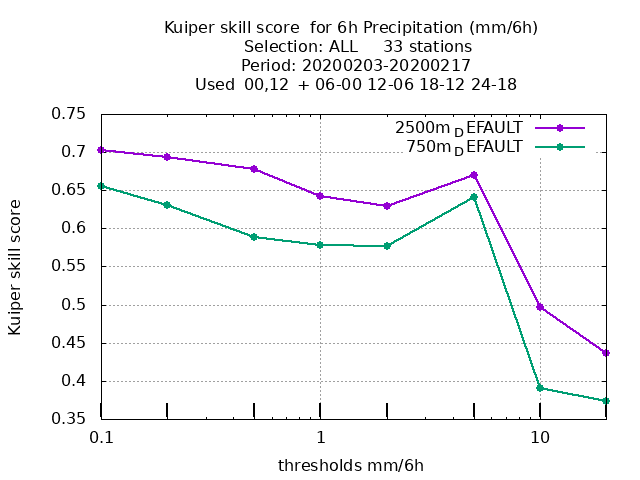 Kuiper skill score  for 6h Precipitation (mm/6h)
Selection: ALL     33 stations
Period: 20200203-20200217
Used  00,12  + 06-00 12-06 18-12 24-18
2500m_DEFAULT
750m_DEFAULT
0.75
0.7
0.65
0.6
0.55
0.5
0.45
0.4
0.35
Kuiper skill score
0.1 1 10
thresholds mm/6h